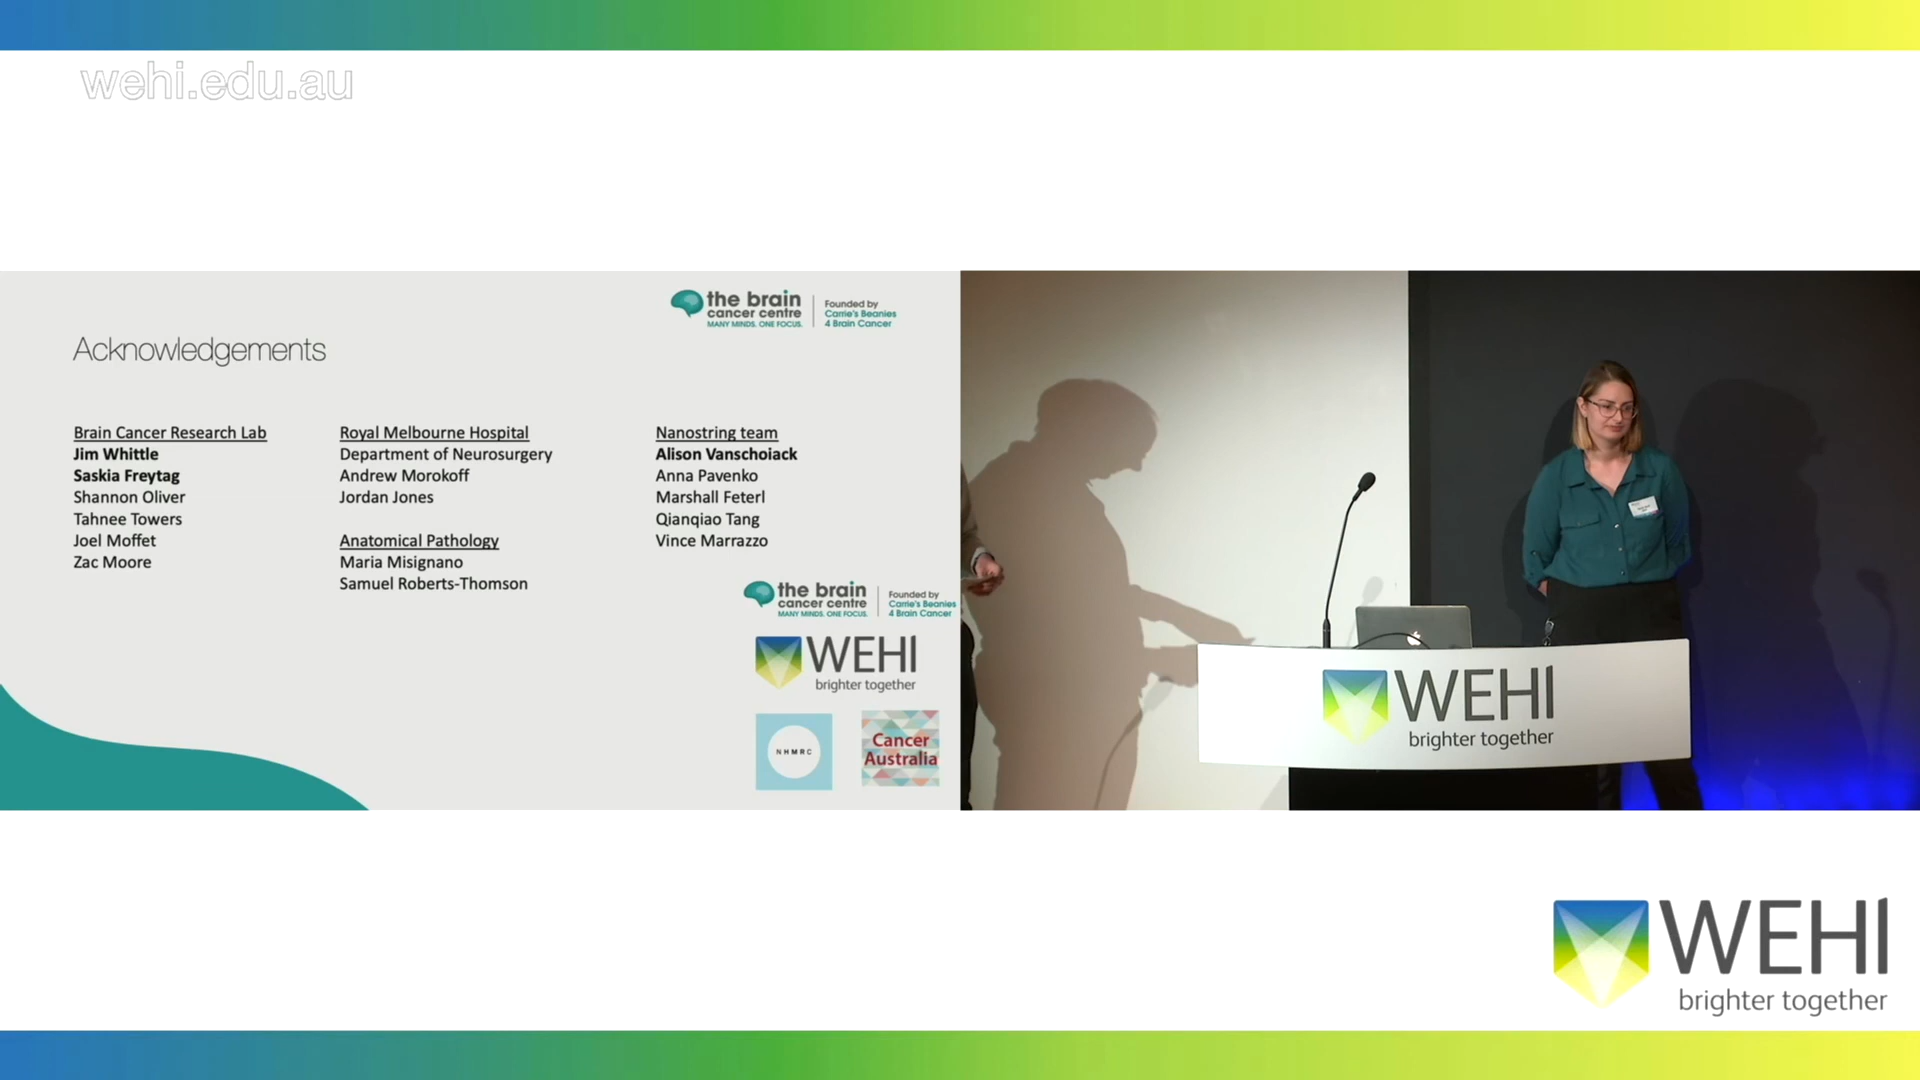 wehi.edu.au
the brain
cancer centre
MANY MINDS. ONE FOCUS.
Founded by
Carrie's Beanies
4 Brain Cancer
Acknowledgements
Brain Cancer Research Lab
Jim Whittle
Saskia Freytag
Shannon Oliver
Tahnee Towers
Joel Moffet
Zac Moore
Royal Melbourne Hospital
Department of Neurosurgery
Andrew Morokoff
Jordan Jones
Anatomical Pathology
Maria Misignano
Samuel Roberts-Thomson
Nanostring team
Alison Vanschoiack
Anna Pavenko
Marshall Feterl
Qianqiao Tang
Vince Marrazzo
the brain
cancer centre
MANY MINDS. ONE FOCUS.
Founded by
Carrie's Beanies
4 Brain Cancer
WEHI
brighter together
NHMRC
Cancer
Australia
WEHI
brighter together
WEHI
brighter together